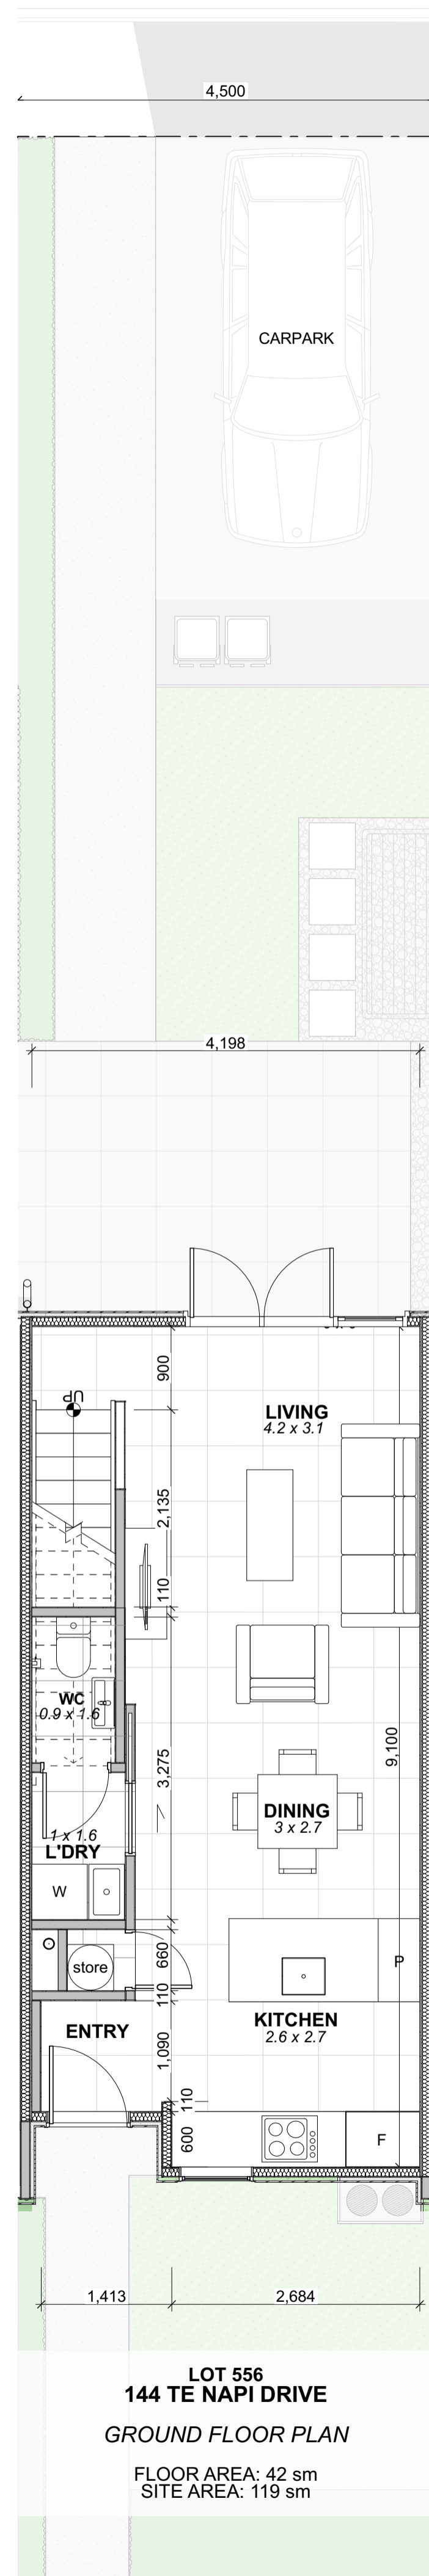 4,500
CARPARK
4,198
900
UP
LIVING
4.2 x 3.1
2,135
110
WC
0.9 x 1.6
3,275
9,100
DINING
3 x 2.7
1 x 1.6
L'DRY
W
store
660
P
110
ENTRY
KITCHEN
2.6 x 2.7
1,090
110
600
F
1,413
2,684
LOT 556
144 TE NAPI DRIVE
GROUND FLOOR PLAN
FLOOR AREA: 42 sm
SITE AREA: 119 sm